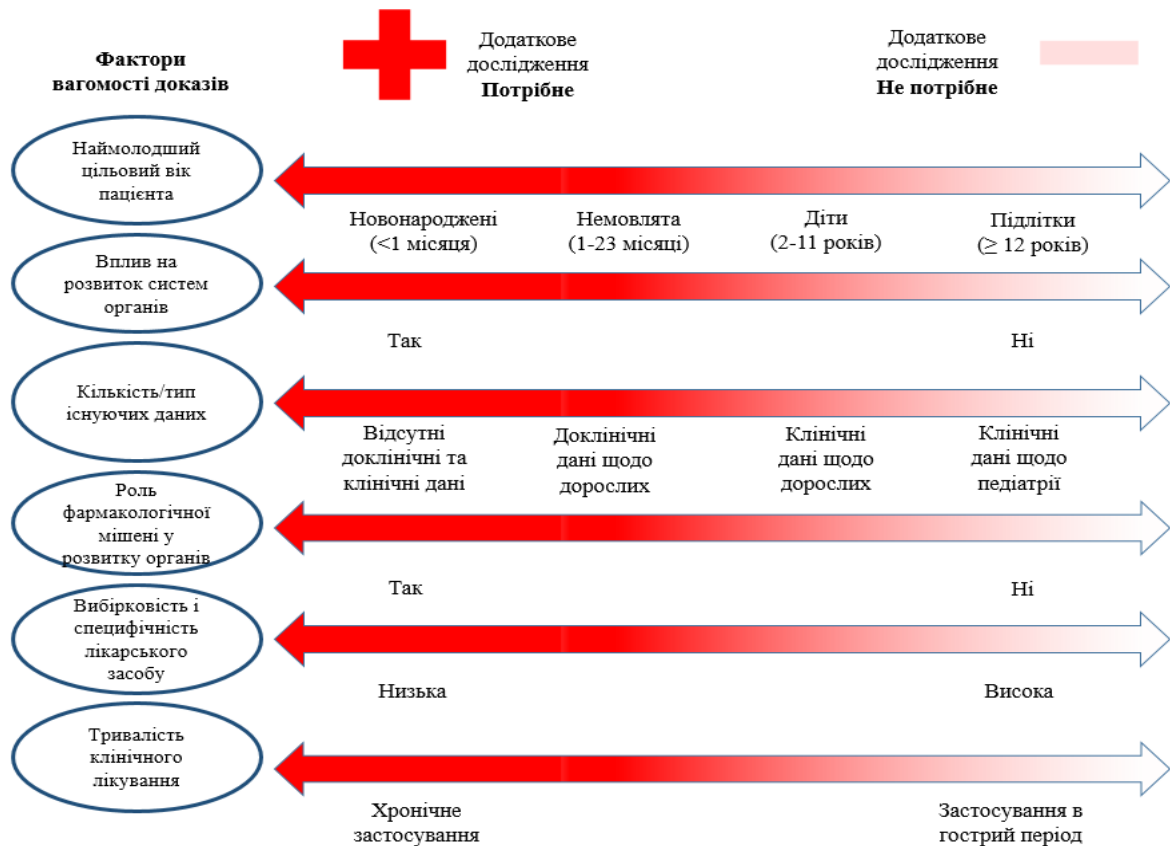 Фактори
вагомості доказів
Додаткове
дослідження
Потрібне
Додаткове
дослідження
Не потрібне
Наймолодший
цільовий вік
пацієнта
Новонароджені
(<1 місяця)
Немовлята
(1-23 місяці)
Діти
(2-11 років)
Підлітки
(≥ 12 років)
Вплив на
розвиток систем
органів
Так
Ні
Кількість/тип
існуючих даних
Відсутні
доклінічні та
клінічні дані
Доклінічні
дані щодо
дорослих
Клінічні
дані щодо
дорослих
Клінічні
дані щодо
педіатрії
Роль
фармакологічної
мішені у
розвитку органів
Так
Ні
Вибірковість і
специфічність
лікарського
засобу
Низька
Висока
Тривалість
клінічного
лікування
Хронічне
застосування
Застосування в
гострий період